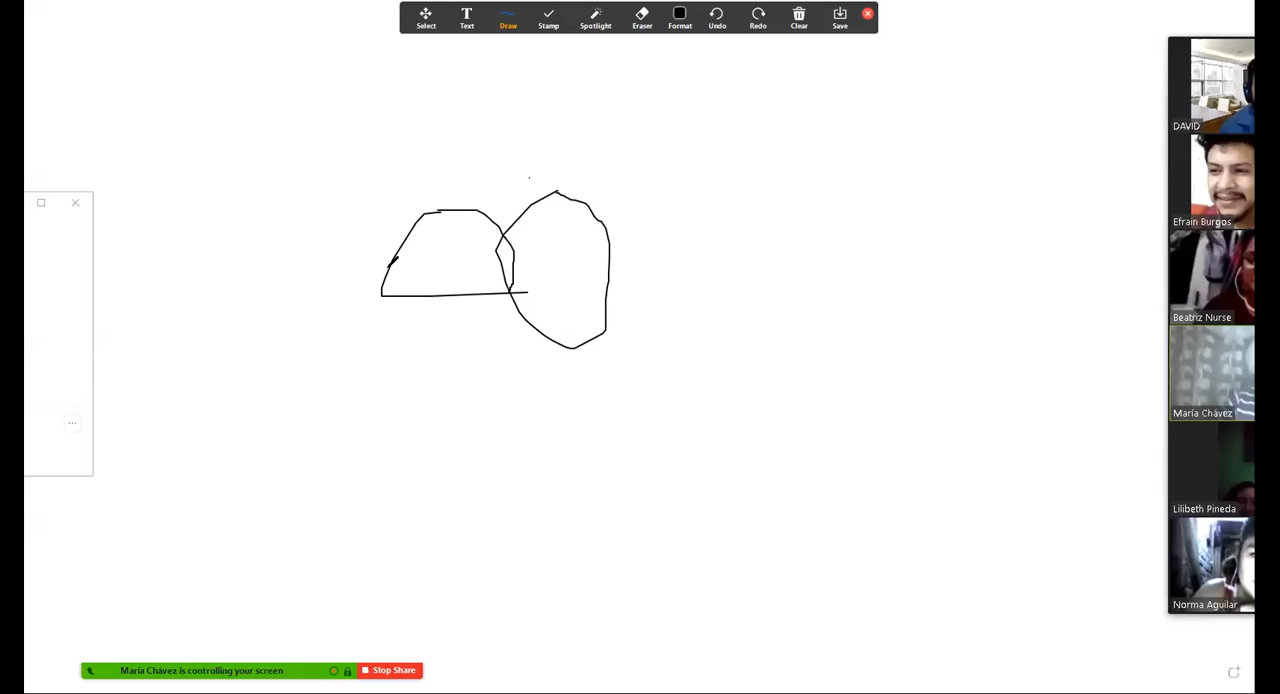 Select Text Draw Stamp Spotlight Eraser Format Undo Redo Clear Save
DAVID
Efrain Burgos
Beatriz Nurse
María Chávez
Lilibeth Pineda
Norma Aguilar
María Chávez is controlling your screen Stop Share